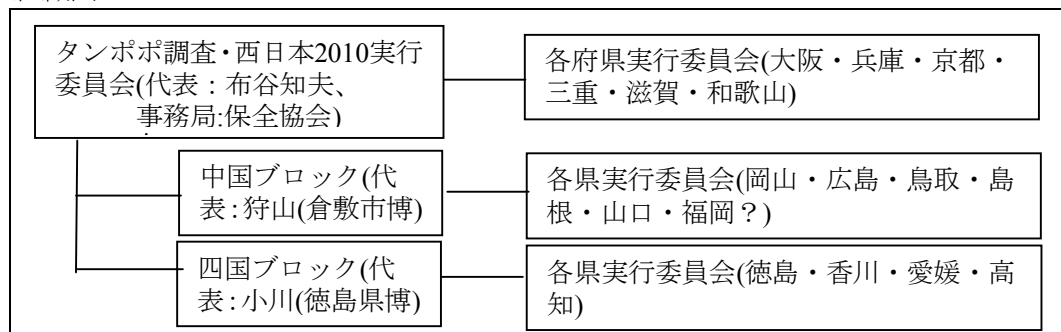 タンポポ調査・西日本2010実行
委員会(代表：布谷知夫、
事務局:保全協会)
各府県実行委員会(大阪・兵庫・京都・
三重・滋賀・和歌山)
中国ブロック(代
表:狩山(倉敷市博)
各県実行委員会(岡山・広島・鳥取・島
根・山口・福岡？)
四国ブロック(代
表:小川(徳島県博)
各県実行委員会(徳島・香川・愛媛・高
知)